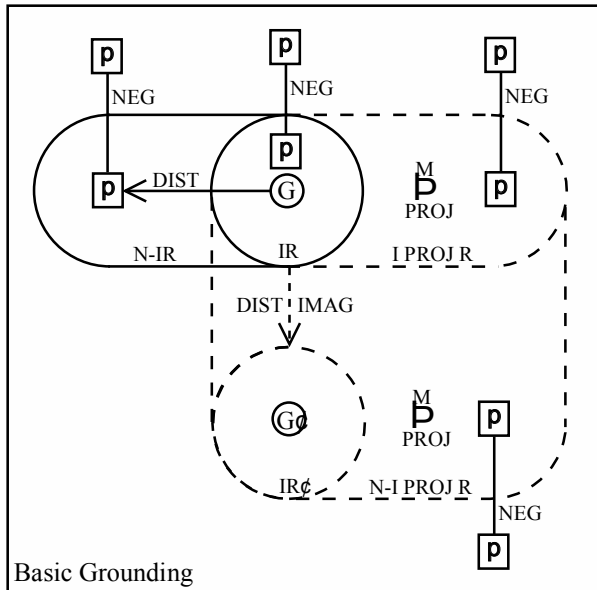 p p p
NEG NEG NEG
p
p DIST G M p
PROJ
N-IR IR I PROJ R
DIST IMAG
G¢ M p
PROJ
IR¢ N-I PROJ R
NEG
p
Basic Grounding